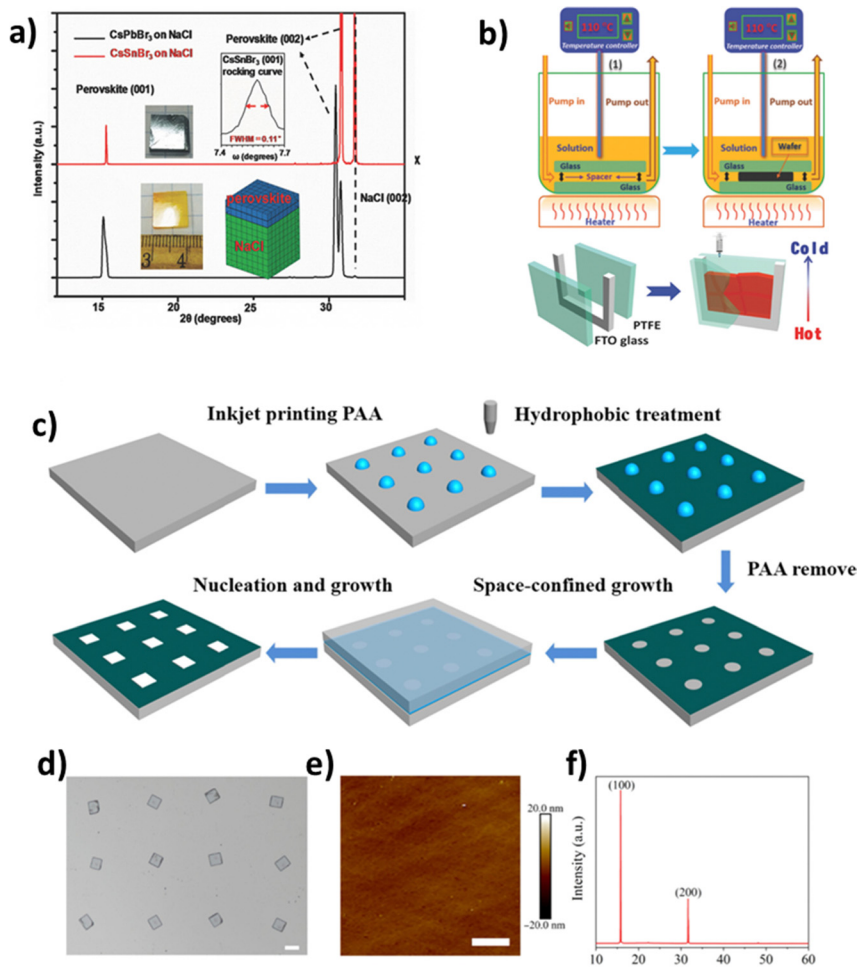 a)
CsPbBr3 on NaCl
CsSnBr3 on NaCl
Perovskite (002)
Perovskite (001)
CsSnBr3 (001)
rocking curve
FWHM = 0.11°
7.4
7.7
ω (degrees)
NaCl (002)
X
perovskite
NaCl
3 4
Intensity (a.u.)
15
20
25
30
2θ (degrees)
b)
110 °C
Temperature controller
(1)
Pump in
Pump out
Solution
Glass
Spacer
Glass
Heater
110 °C
Temperature controller
(2)
Pump in
Pump out
Solution
Wafer
Glass
Glass
Heater
PTFE
FTO glass
Cold
Hot
c)
Inkjet printing PAA
Hydrophobic treatment
PAA remove
Space-confined growth
Nucleation and growth
d)
e)
20.0 nm
−20.0 nm
f)
(100)
(200)
Intensity (a.u.)
10
20
30
40
50
60